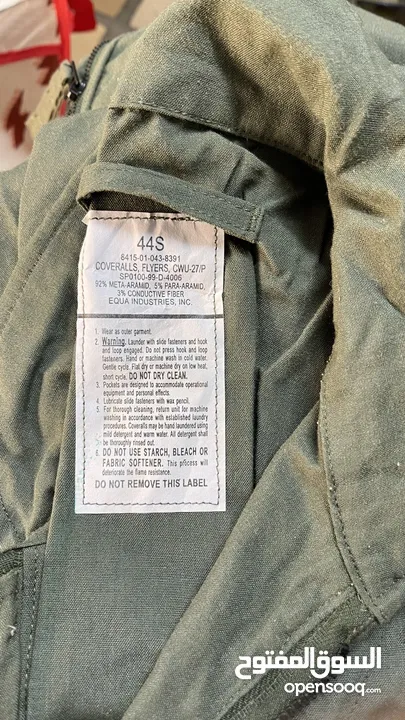 44S
8415-01-043-8391
COVERALLS, FLYERS, CWU-27/P
SP0100-99-D-4006
92% META-ARAMID, 5% PARA-ARAMID,
3% CONDUCTIVE FIBER
EQUA INDUSTRIES, INC.
1. Wear as outer garment.
2. Warning. Launder with slide fasteners and hook
and loop engaged. Do not press hook and loop
fasteners. Hand or machine wash in cold water.
Gentle cycle. Flat dry or machine dry on low heat,
short cycle. DO NOT DRY CLEAN.
3. Pockets are designed to accommodate operational
equipment and personal effects.
4. Lubricate slide fasteners with wax pencil.
5. For thorough cleaning, return unit for machine
washing in accordance with established laundry
procedures. Coveralls may be hand laundered using
mild detergent and warm water. All detergent shall
be thoroughly rinsed out.
6. DO NOT USE STARCH, BLEACH OR
FABRIC SOFTENER. This process will
deteriorate the flame resistance.
DO NOT REMOVE THIS LABEL
السوق المفتوح
opensooq.com